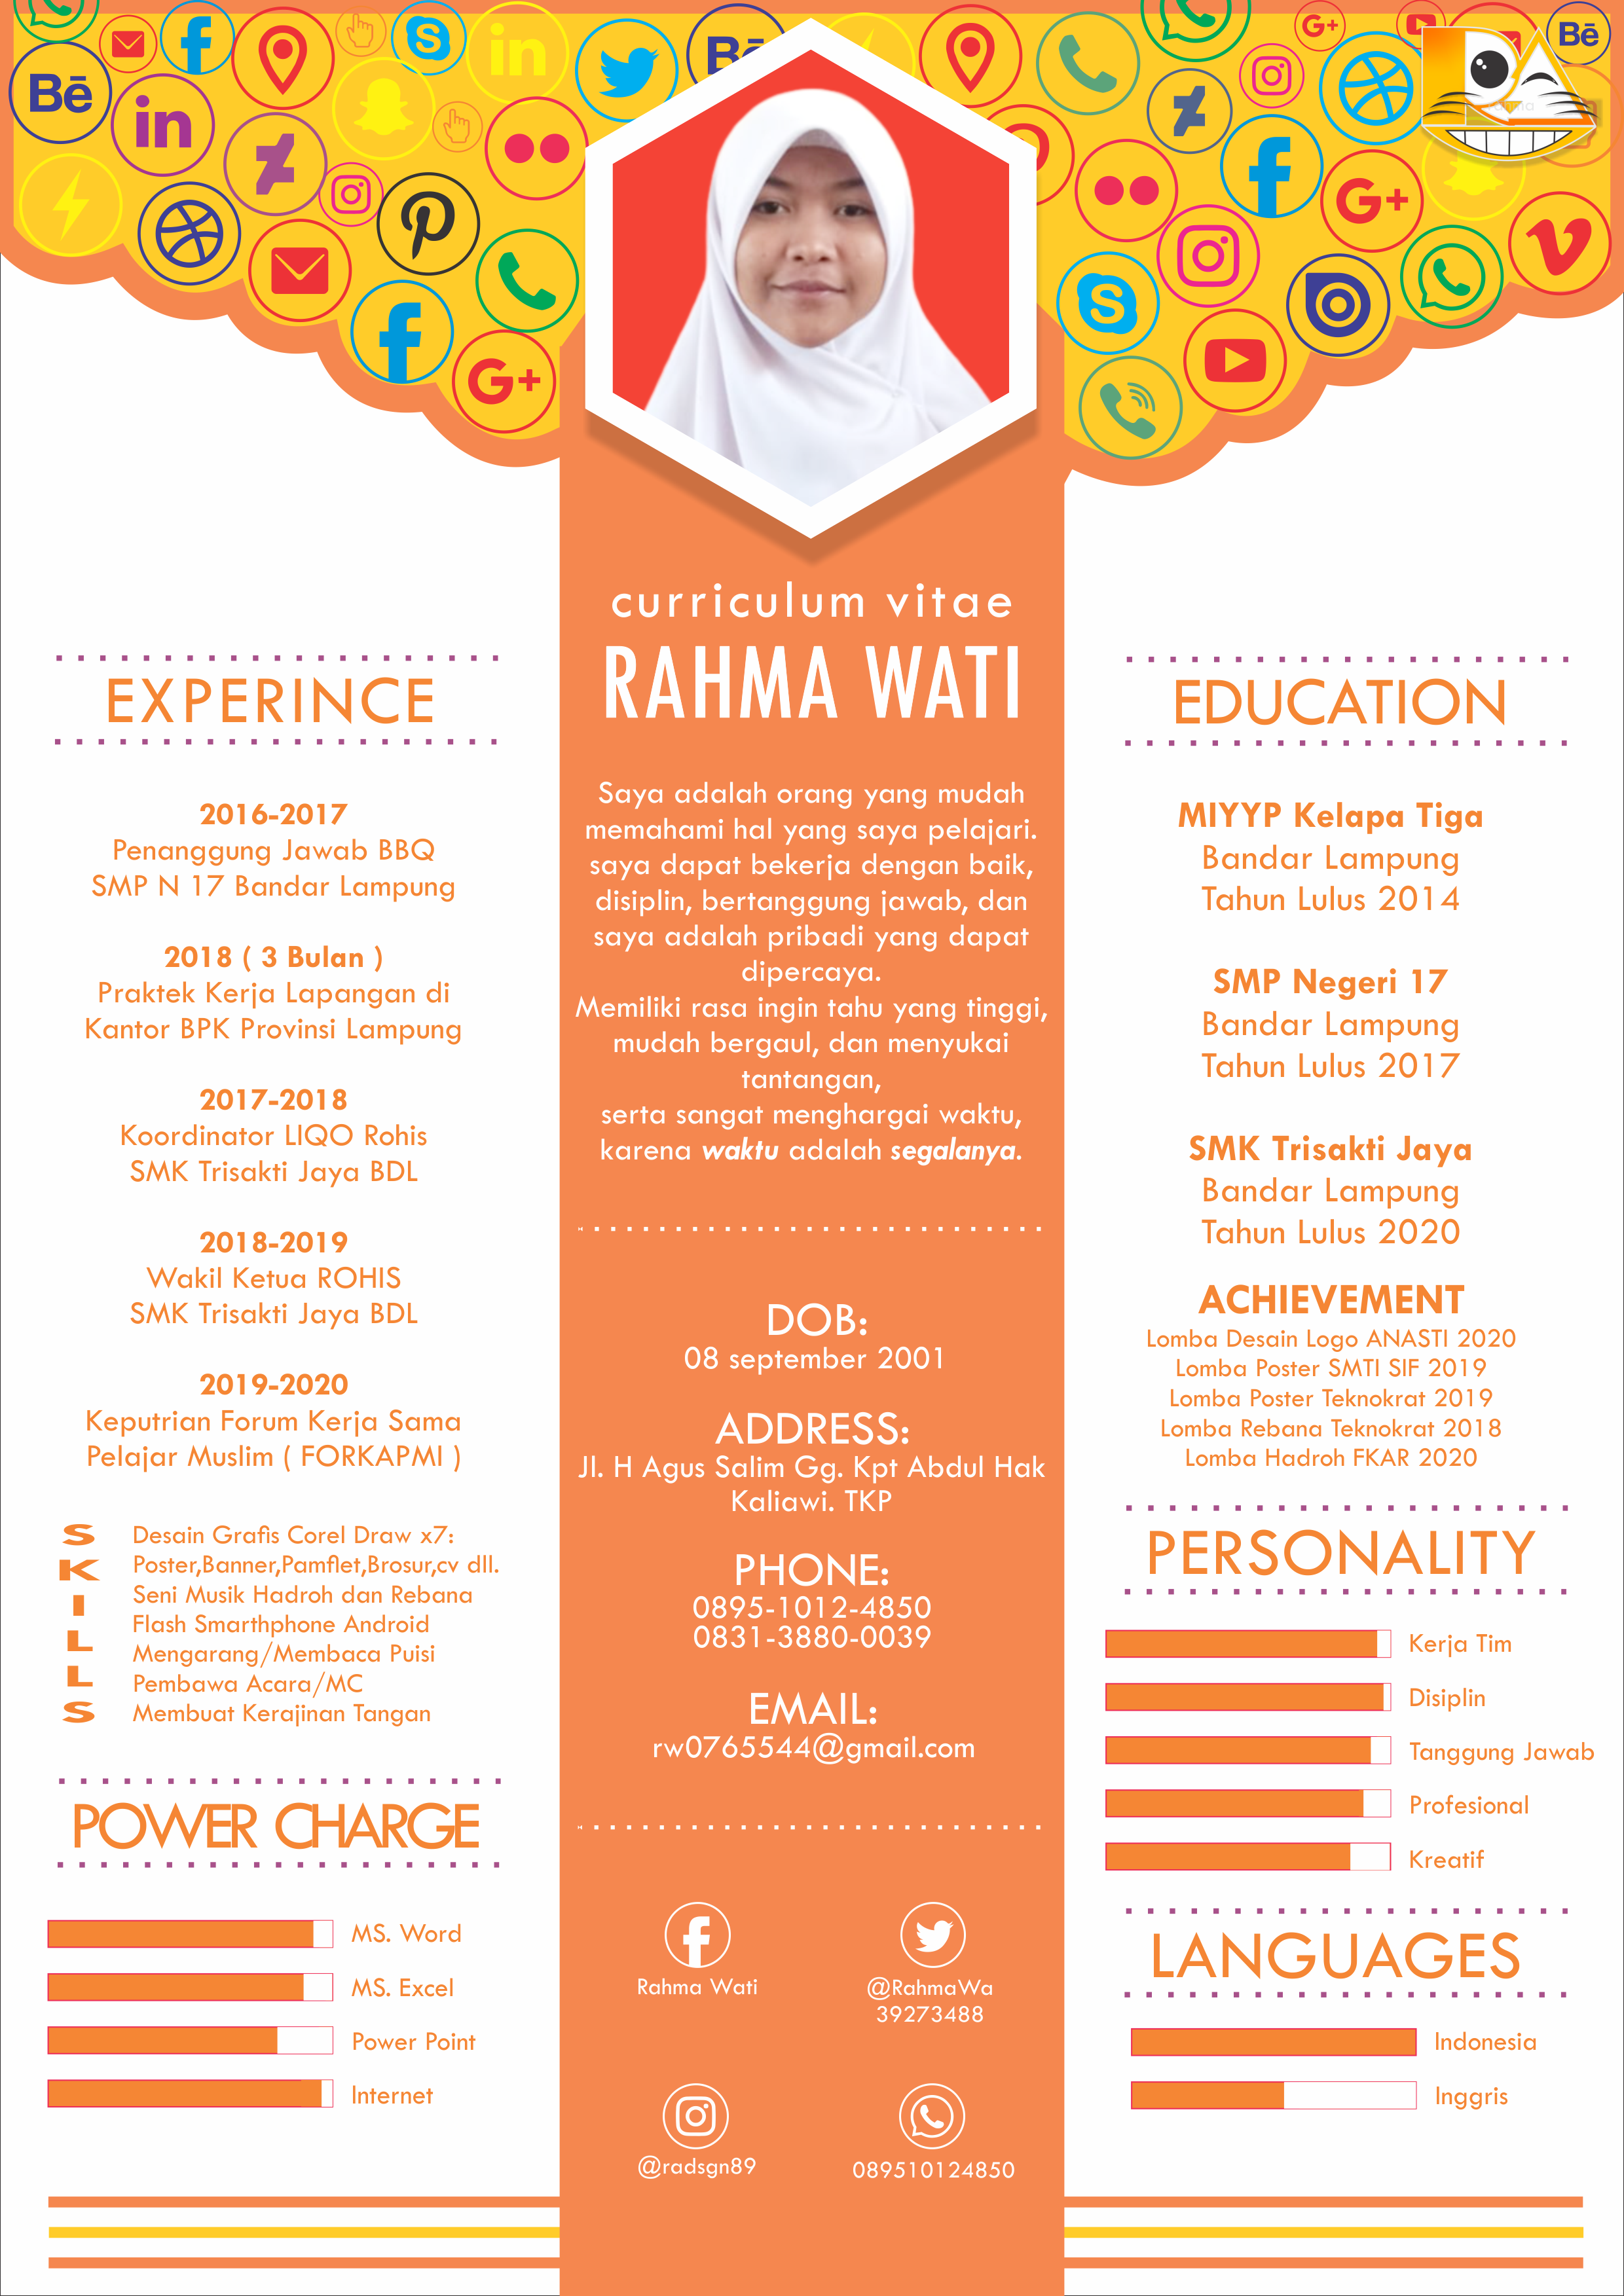 curriculum vitae
RAHMA WATI
Saya adalah orang yang mudah
memahami hal yang saya pelajari.
saya dapat bekerja dengan baik,
disiplin, bertanggung jawab, dan
saya adalah pribadi yang dapat
dipercaya.
Memiliki rasa ingin tahu yang tinggi,
mudah bergaul, dan menyukai
tantangan,
serta sangat menghargai waktu,
karena waktu adalah segalanya.
DOB:
08 september 2001
ADDRESS:
Jl. H Agus Salim Gg. Kpt Abdul Hak
Kaliawi. TKP
PHONE:
0895-1012-4850
0831-3880-0039
EMAIL:
rw0765544@gmail.com
Rahma Wati
@RahmaWa
39273488
@radsgn89
089510124850
EXPERINCE
2016-2017
Penanggung Jawab BBQ
SMP N 17 Bandar Lampung
2018 ( 3 Bulan )
Praktek Kerja Lapangan di
Kantor BPK Provinsi Lampung
2017-2018
Koordinator LIQO Rohis
SMK Trisakti Jaya BDL
2018-2019
Wakil Ketua ROHIS
SMK Trisakti Jaya BDL
2019-2020
Keputrian Forum Kerja Sama
Pelajar Muslim ( FORKAPMI )
SKILLS
Desain Grafis Corel Draw x7:
Poster,Banner,Pamflet,Brosur,cv dll.
Seni Musik Hadroh dan Rebana
Flash Smarthphone Android
Mengarang/Membaca Puisi
Pembawa Acara/MC
Membuat Kerajinan Tangan
POWER CHARGE
MS. Word
MS. Excel
Power Point
Internet
EDUCATION
MIYYP Kelapa Tiga
Bandar Lampung
Tahun Lulus 2014
SMP Negeri 17
Bandar Lampung
Tahun Lulus 2017
SMK Trisakti Jaya
Bandar Lampung
Tahun Lulus 2020
ACHIEVEMENT
Lomba Desain Logo ANASTI 2020
Lomba Poster SMTI SIF 2019
Lomba Poster Teknokrat 2019
Lomba Rebana Teknokrat 2018
Lomba Hadroh FKAR 2020
PERSONALITY
Kerja Tim
Disiplin
Tanggung Jawab
Profesional
Kreatif
LANGUAGES
Indonesia
Inggris